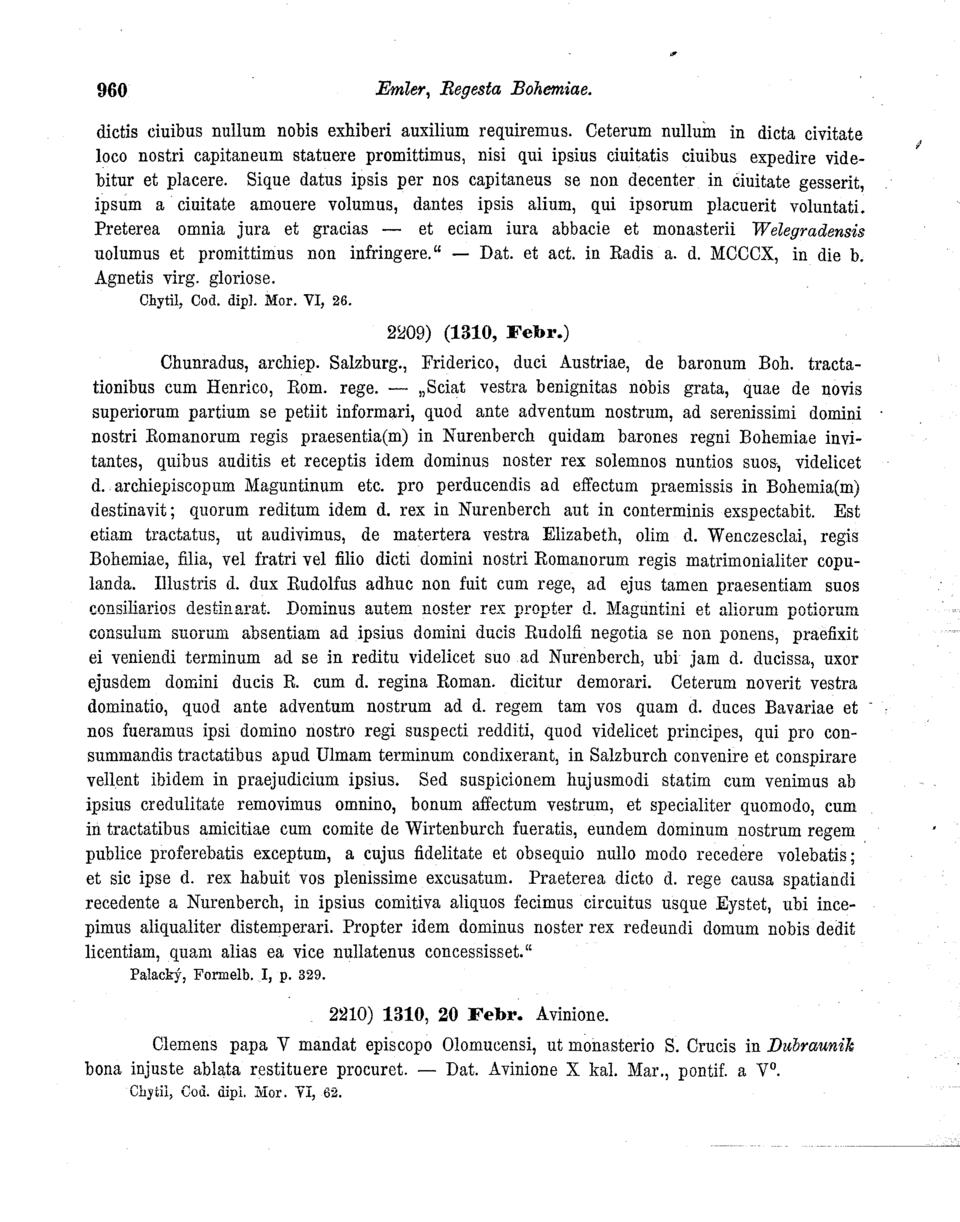 960 Emler, Regesta Bohemiae.
dictis ciuibus nullum nobis exhiberi auxilium requiremus. Ceterum nullum in dicta civitate
loco nostri capitaneum statuere promittimus, nisi qui ipsius ciuitatis ciuibus expedire vide-
bitur et placere. Sique datus ipsis per nos capitaneus se non decenter in ciuitate gesserit,
ipsum a ciuitate amouere volumus, dantes ipsis alium, qui ipsorum placuerit voluntati.
Preterea omnia jura et gracias — et eciam iura abbacie et monasterii Welegradensis
uolumus et promittimus non infringere.“ — Dat. et act. in Radis a. d. MCCCX, in die b.
Agnetis virg. gloriose.
Chytil, Cod. dipl. Mor. VI, 26.
2209) (1310, Febr.)
Chunradus, archiep. Salzburg., Friderico, duci Austriae, de baronum Boh. tracta-
tionibus cum Henrico, Rom. rege. — „Sciat vestra benignitas nobis grata, quae de novis
superiorum partium se petiit informari, quod ante adventum nostrum, ad serenissimi domini
nostri Romanorum regis praesentia(m) in Nurenberch quidam barones regni Bohemiae invi-
tantes, quibus auditis et receptis idem dominus noster rex solemnos nuntios suos, videlicet
d. archiepiscopum Maguntinum etc. pro perducendis ad effectum praemissis in Bohemia(m)
destinavit; quorum reditum idem d. rex in Nurenberch aut in conterminis exspectabit. Est
etiam tractatus, ut audivimus, de matertera vestra Elizabeth, olim d. Wenczesclai, regis
Bohemiae, filia, vel fratri vel filio dicti domini nostri Romanorum regis matrimonialiter copu-
landa. Illustris d. dux Rudolfus adhuc non fuit cum rege, ad ejus tamen praesentiam suos
consiliarios destinarat. Dominus autem noster rex propter d. Maguntini et aliorum potiorum
consulum suorum absentiam ad ipsius domini ducis Rudolfi negotia se non ponens, praefixit
ei veniendi terminum ad se in reditu videlicet suo ad Nurenberch, ubi jam d. ducissa, uxor
ejusdem domini ducis R. cum d. regina Roman. dicitur demorari. Ceterum noverit vestra
dominatio, quod ante adventum nostrum ad d. regem tam vos quam d. duces Bavariae et
nos fueramus ipsi domino nostro regi suspecti redditi, quod videlicet principes, qui pro con-
summandis tractatibus apud Ulmam terminum condixerant, in Salzburch convenire et conspirare
vellent ibidem in praejudicium ipsius. Sed suspicionem hujusmodi statim cum venimus ab
ipsius credulitate removimus omnino, bonum affectum vestrum, et specialiter quomodo, cum
in tractatibus amicitiae cum comite de Wirtenburch fueratis, eundem dominum nostrum regem
publice proferebatis exceptum, a cujus fidelitate et obsequio nullo modo recedere volebatis;
et sic ipse d. rex habuit vos plenissime excusatum. Praeterea dicto d. rege causa spatiandi
recedente a Nurenberch, in ipsius comitiva aliquos fecimus circuitus usque Eystet, ubi ince-
pimus aliqualiter distemperari. Propter idem dominus noster rex redeundi domum nobis dedit
licentiam, quam alias ea vice nullatenus concessisset.“
Palacký, Formelb. I, p. 329.
2210) 1310, 20 Febr. Avinione.
Clemens papa V mandat episcopo Olomucensi, ut monasterio S. Crucis in Dubraunik
bona injuste ablata restituere procuret. — Dat. Avinione X kal. Mar., pontif. a V⁰.
Chytil, Cod. dipl. Mor. VI, 62.